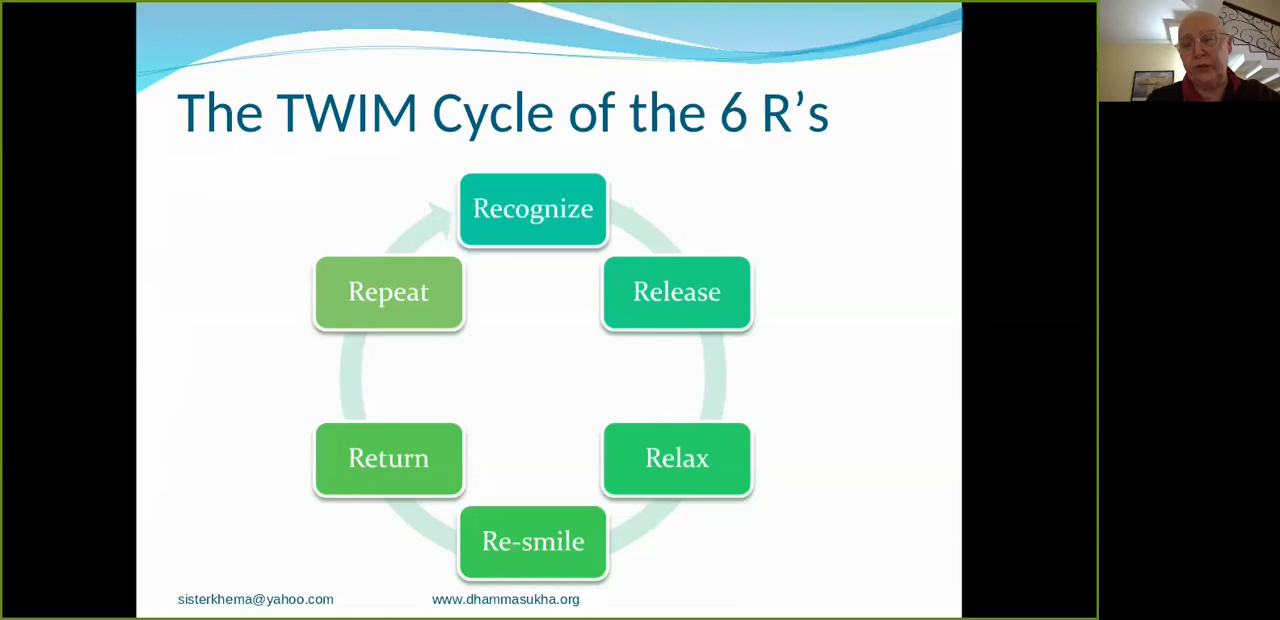 The TWIM Cycle of the 6 R’s
Recognize
Release
Relax
Re-smile
Return
Repeat
sisterkhema@yahoo.com
www.dhammasukha.org